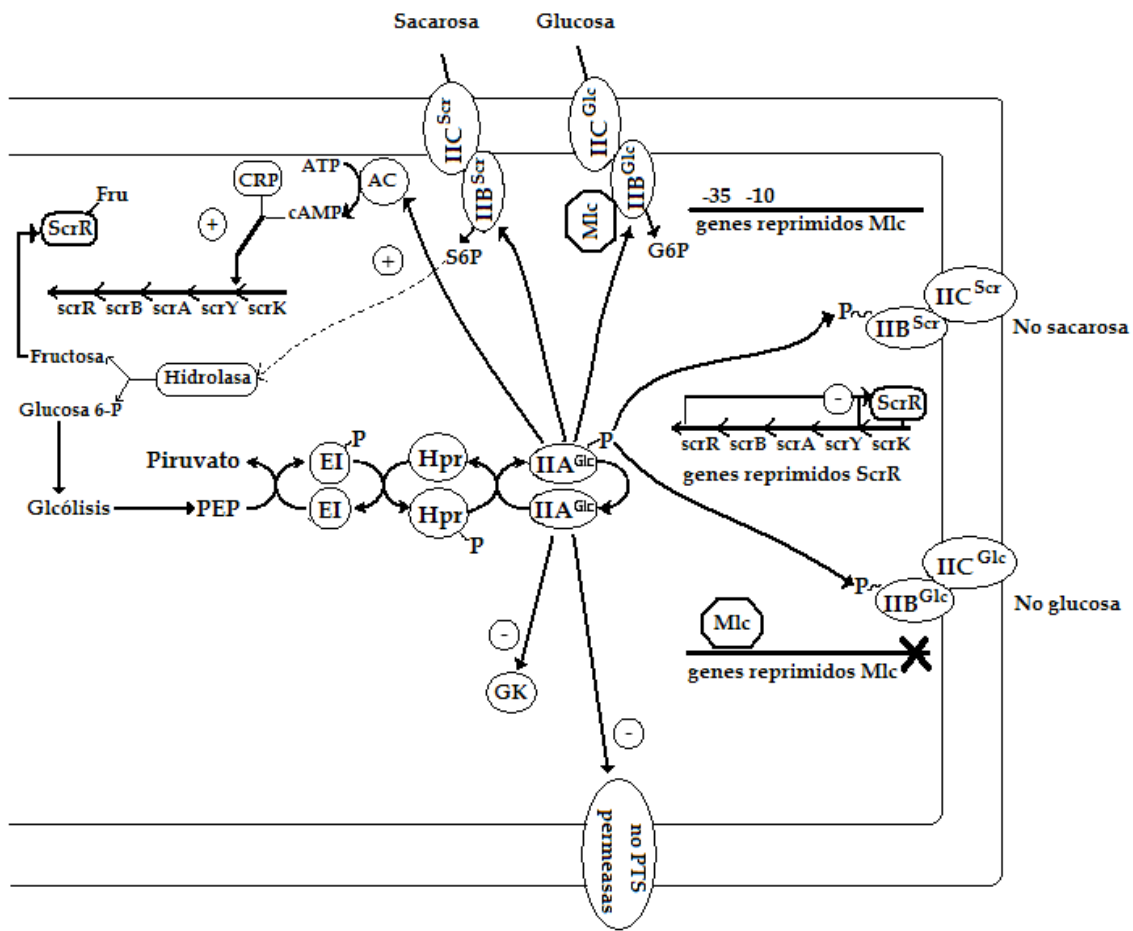 Sacarosa
Glucosa
IIC Scr
IIC Glc
IIB Scr
IIB Glc
Mlc
ATP
AC
CRP
cAMP
+
+
Fru
ScrR
S6P
G6P
-35 -10
genes reprimidos Mlc
scrR scrB scrA scrY scrK
Fructosa
Hidrolasa
Glucosa 6-P
Piruvato
Glcólisis
PEP
P
EI
EI
Hpr
Hpr
P
IIA Glc
P
IIA Glc
P
IIB Scr
IIC Scr
No sacarosa
-
ScrR
scrR scrB scrA scrY scrK
genes reprimidos ScrR
P
IIB Glc
IIC Glc
No glucosa
Mlc
genes reprimidos Mlc
-
GK
-
no PTS
permeasas